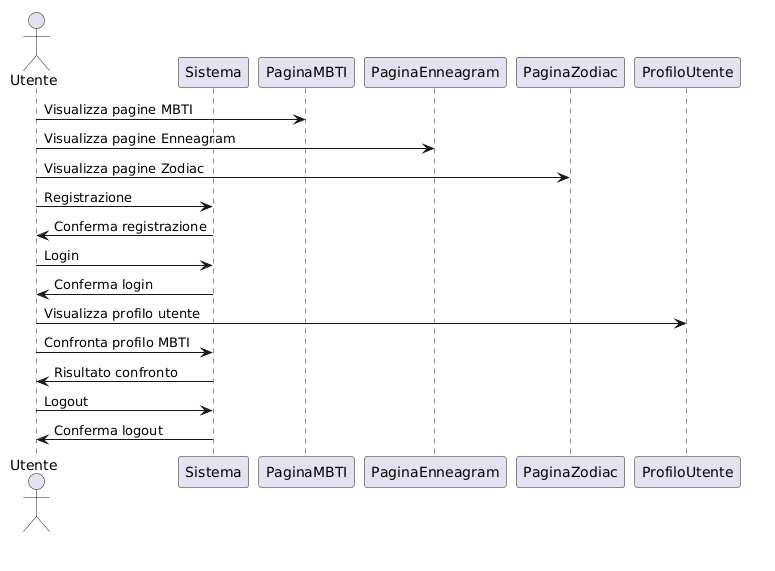 Utente
Sistema
PaginaMBTI
PaginaEnneagram
PaginaZodiac
ProfiloUtente
Visualizza pagine MBTI
Visualizza pagine Enneagram
Visualizza pagine Zodiac
Registrazione
Conferma registrazione
Login
Conferma login
Visualizza profilo utente
Confronta profilo MBTI
Risultato confronto
Logout
Conferma logout
Utente
Sistema
PaginaMBTI
PaginaEnneagram
PaginaZodiac
ProfiloUtente